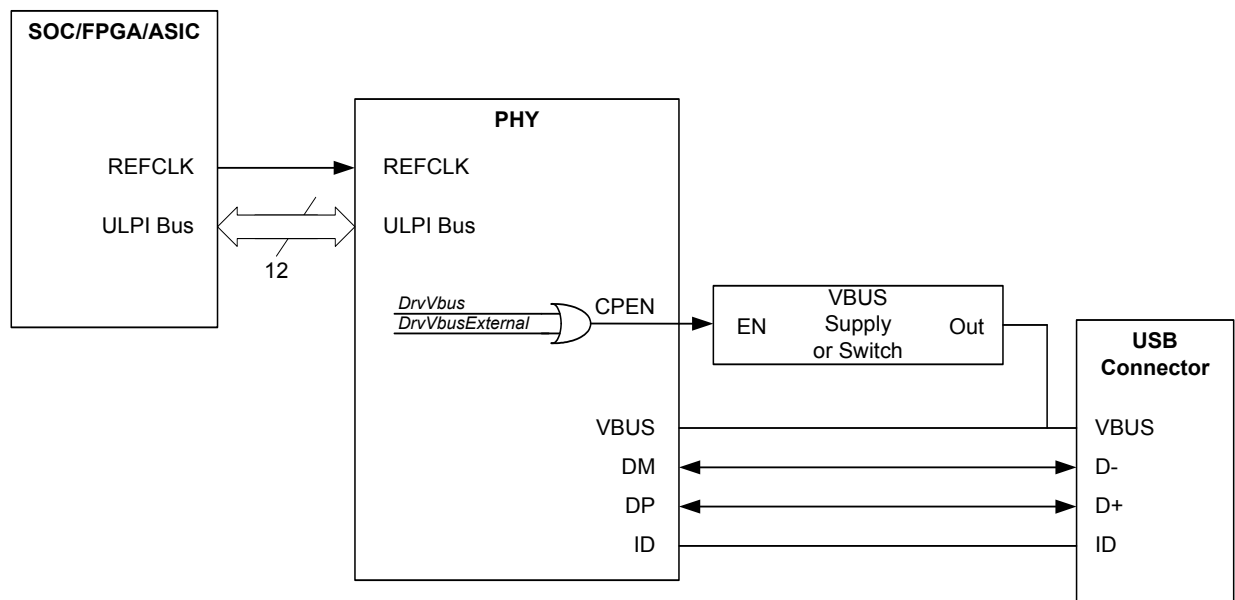 SOC/FPGA/ASIC
REFCLK
ULPI Bus
12
PHY
REFCLK
ULPI Bus
DrvVbus
DrvVbusExternal
CPEN
VBUS
DM
DP
ID
EN
VBUS
Supply
or Switch
Out
USB
Connector
VBUS
D-
D+
ID